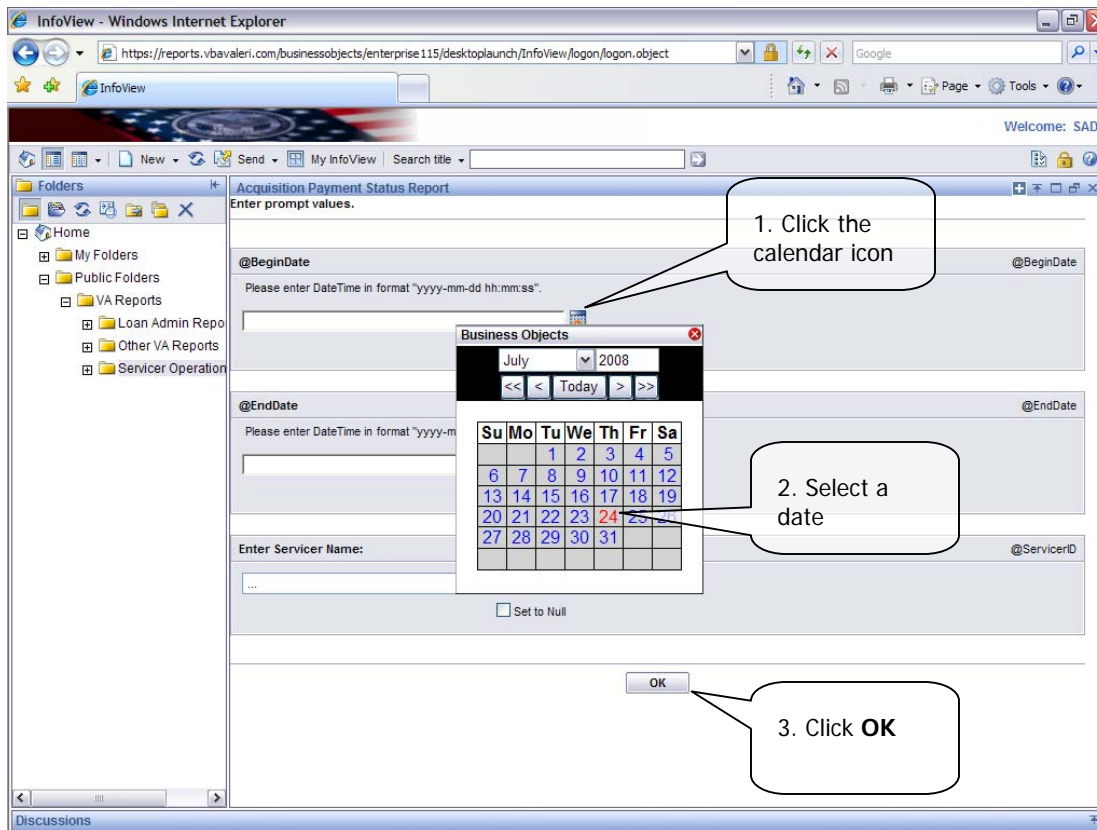 InfoView - Windows Internet Explorer
https://reports.vbavaleri.com/businessobjects/enterprise115/desktoplaunch/InfoView/logon/logon.object
Google
InfoView
Page
Tools
Welcome: SAD
New
Send
My InfoView
Search title
Folders
Home
My Folders
Public Folders
VA Reports
Loan Admin Repo
Other VA Reports
Servicer Operation
Acquisition Payment Status Report
Enter prompt values.
1. Click the
calendar icon
@BeginDate
@BeginDate
Please enter DateTime in format "yyyy-mm-dd hh:mm:ss".
Business Objects
July 2008
<< < Today > >>
@EndDate
@EndDate
Please enter DateTime in format "yyyy-m
Su Mo Tu We Th Fr Sa
1 2 3 4 5
6 7 8 9 10 11 12
13 14 15 16 17 18 19
20 21 22 23 24 25 26
27 28 29 30 31
2. Select a
date
Enter Servicer Name:
@ServicerID
...
Set to Null
OK
3. Click OK
Discussions